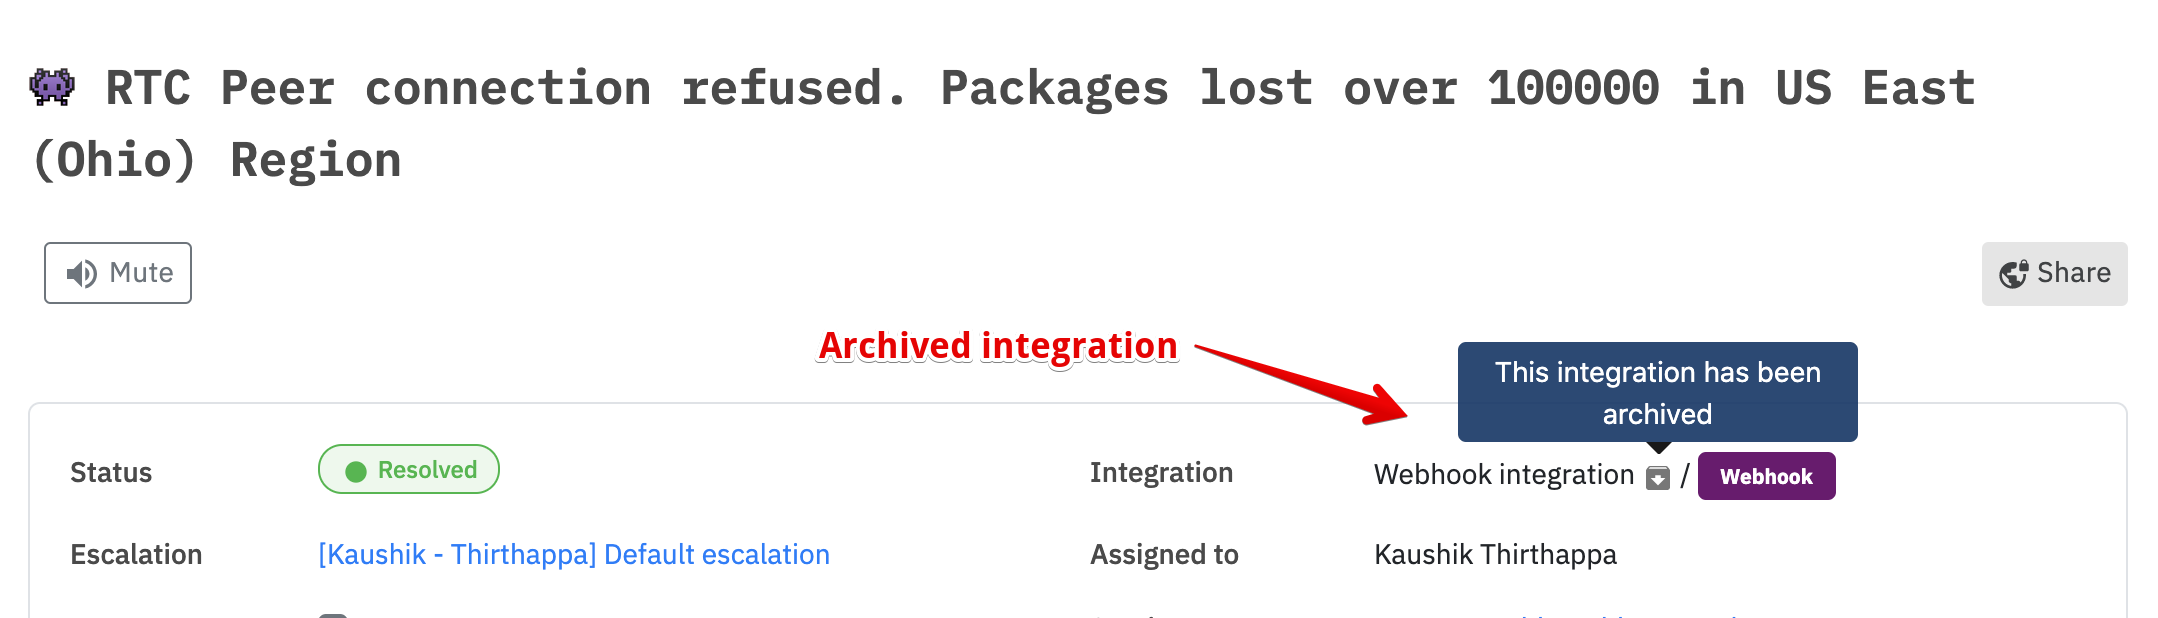 RTC Peer connection refused. Packages lost over 100000 in US East
(Ohio) Region
Mute
Share
Archived integration
This integration has been
archived
Status
Resolved
Integration
Webhook integration / Webhook
Escalation
[Kaushik - Thirthappa] Default escalation
Assigned to
Kaushik Thirthappa